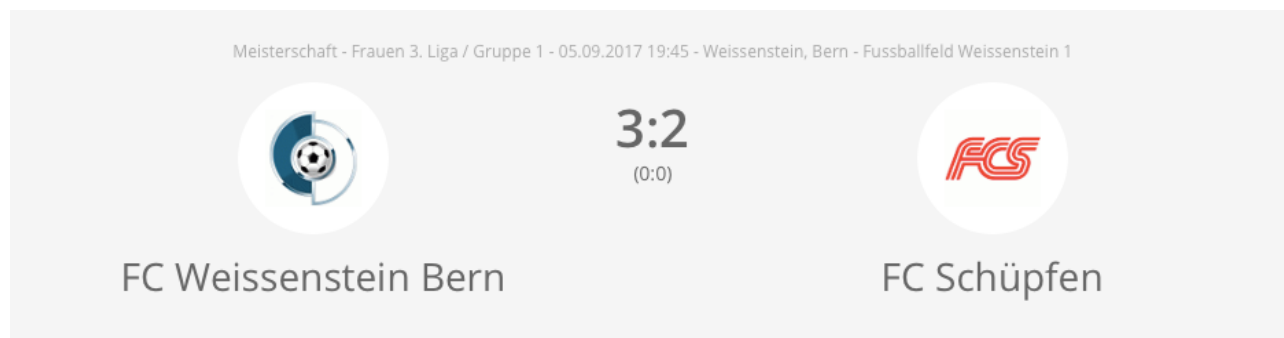 Meisterschaft - Frauen 3. Liga / Gruppe 1 - 05.09.2017 19:45 - Weissenstein, Bern - Fussballfeld Weissenstein 1
3:2
(0:0)
FCS
FC Weissenstein Bern
FC Schüpfen